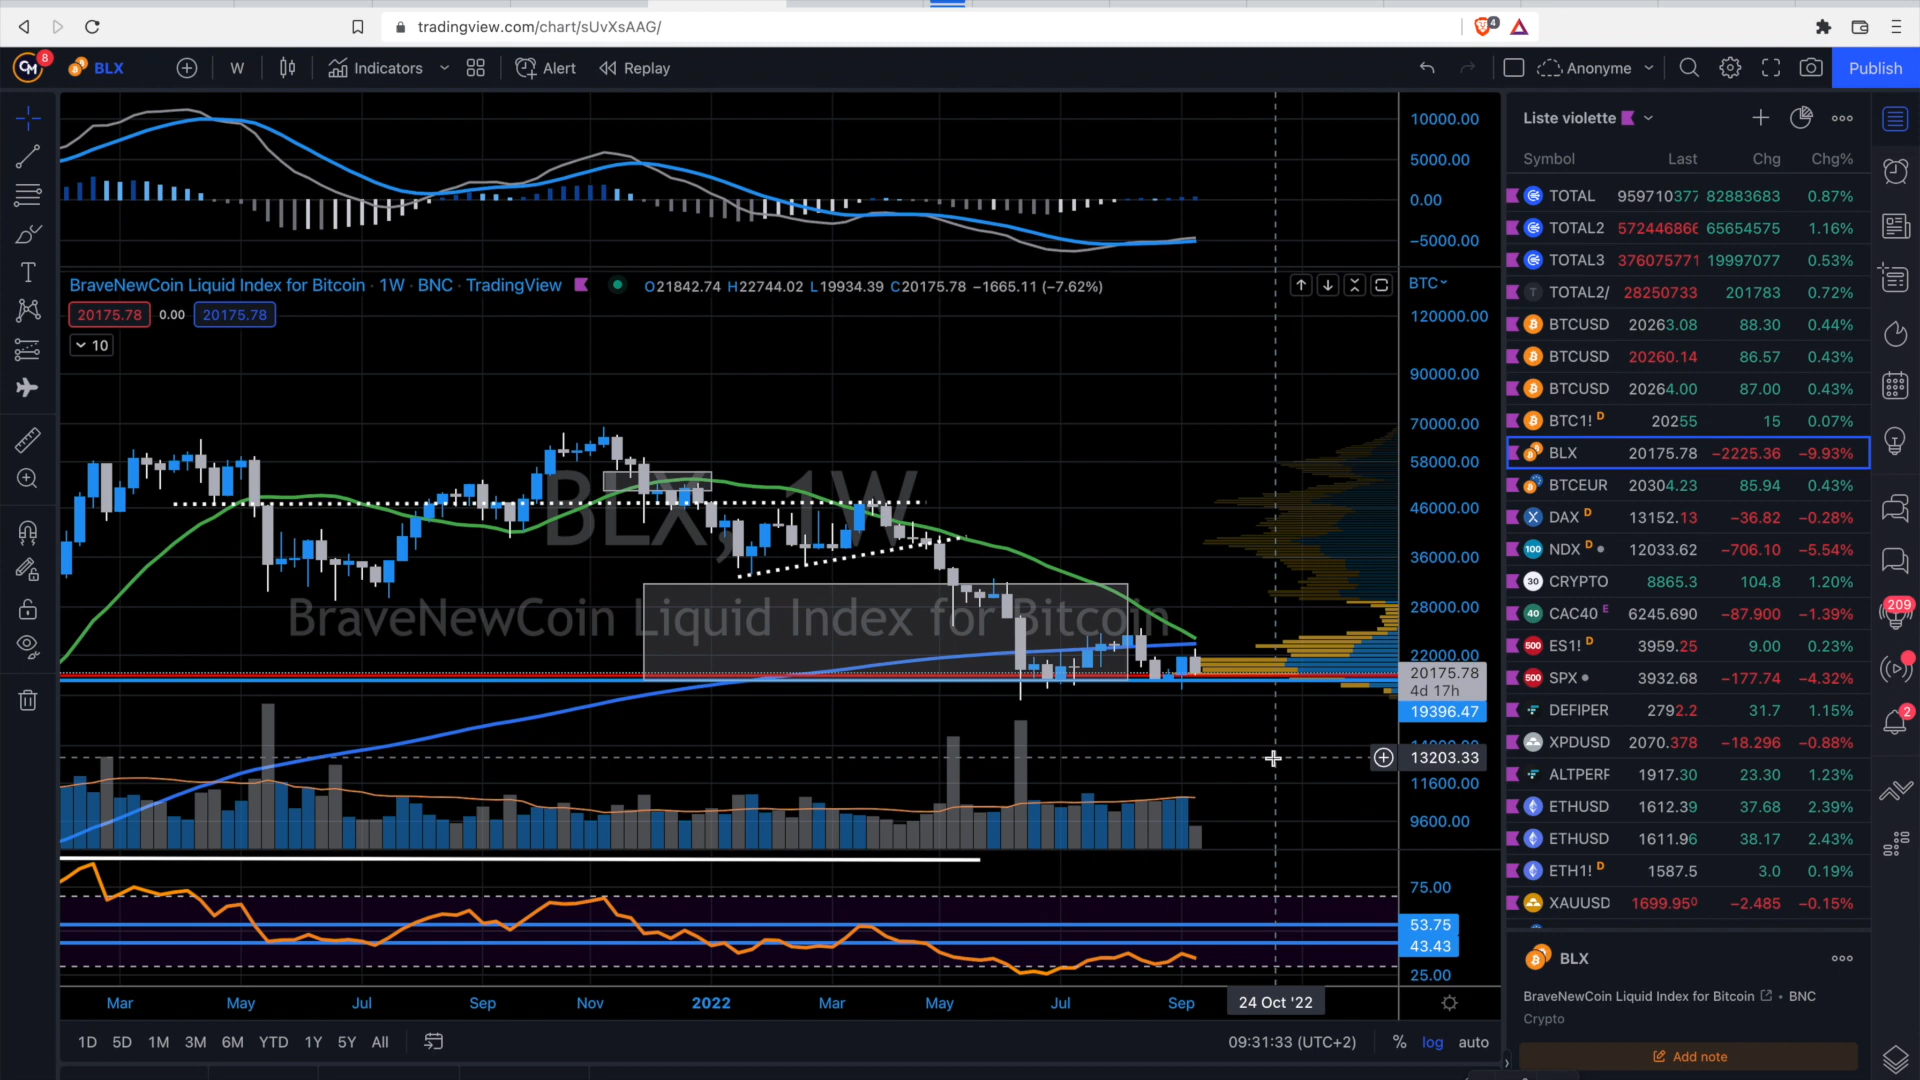 tradingview.com/chart/sUvXsAAG/
4
8
BLX
W
Indicators
Alert
Replay
Anonyme
Publish
10000.00
5000.00
0.00
−5000.00
BraveNewCoin Liquid Index for Bitcoin · 1W · BNC · TradingView
O21842.74 H22744.02 L19934.39 C20175.78 −1665.11 (−7.62%)
20175.78 0.00 20175.78
10
BTC
120000.00
90000.00
70000.00
58000.00
46000.00
36000.00
28000.00
22000.00
20175.78
4d 17h
19396.47
13203.33
11600.00
9600.00
BLX, 1W
BraveNewCoin Liquid Index for Bitcoin
75.00
53.75
43.43
25.00
Mar May Jul Sep Nov 2022 Mar May Jul Sep 24 Oct '22
1D 5D 1M 3M 6M YTD 1Y 5Y All
09:31:33 (UTC+2) % log auto
Liste violette
Symbol Last Chg Chg%
TOTAL 959710377 82883683 0.87%
TOTAL2 572446866 65654575 1.16%
TOTAL3 376075771 19997077 0.53%
TOTAL2/ 28250733 201783 0.72%
BTCUSD 20263.08 88.30 0.44%
BTCUSD 20260.14 86.57 0.43%
BTCUSD 20264.00 87.00 0.43%
BTC1! D 20255 15 0.07%
BLX 20175.78 −2225.36 −9.93%
BTCEUR 20304.23 85.94 0.43%
DAX D 13152.13 −36.82 −0.28%
100 NDX D 12033.62 −706.10 −5.54%
30 CRYPTO 8865.3 104.8 1.20%
40 CAC40 E 6245.690 −87.900 −1.39%
500 ES1! D 3959.25 9.00 0.23%
500 SPX 3932.68 −177.74 −4.32%
DEFIPER 2792.2 31.7 1.15%
XPDUSD 2070.378 −18.296 −0.88%
ALTPERF 1917.30 23.30 1.23%
ETHUSD 1612.39 37.68 2.39%
ETHUSD 1611.96 38.17 2.43%
ETH1! D 1587.5 3.0 0.19%
XAUUSD 1699.950 −2.485 −0.15%
BLX
BraveNewCoin Liquid Index for Bitcoin • BNC
Crypto
Add note
209
2